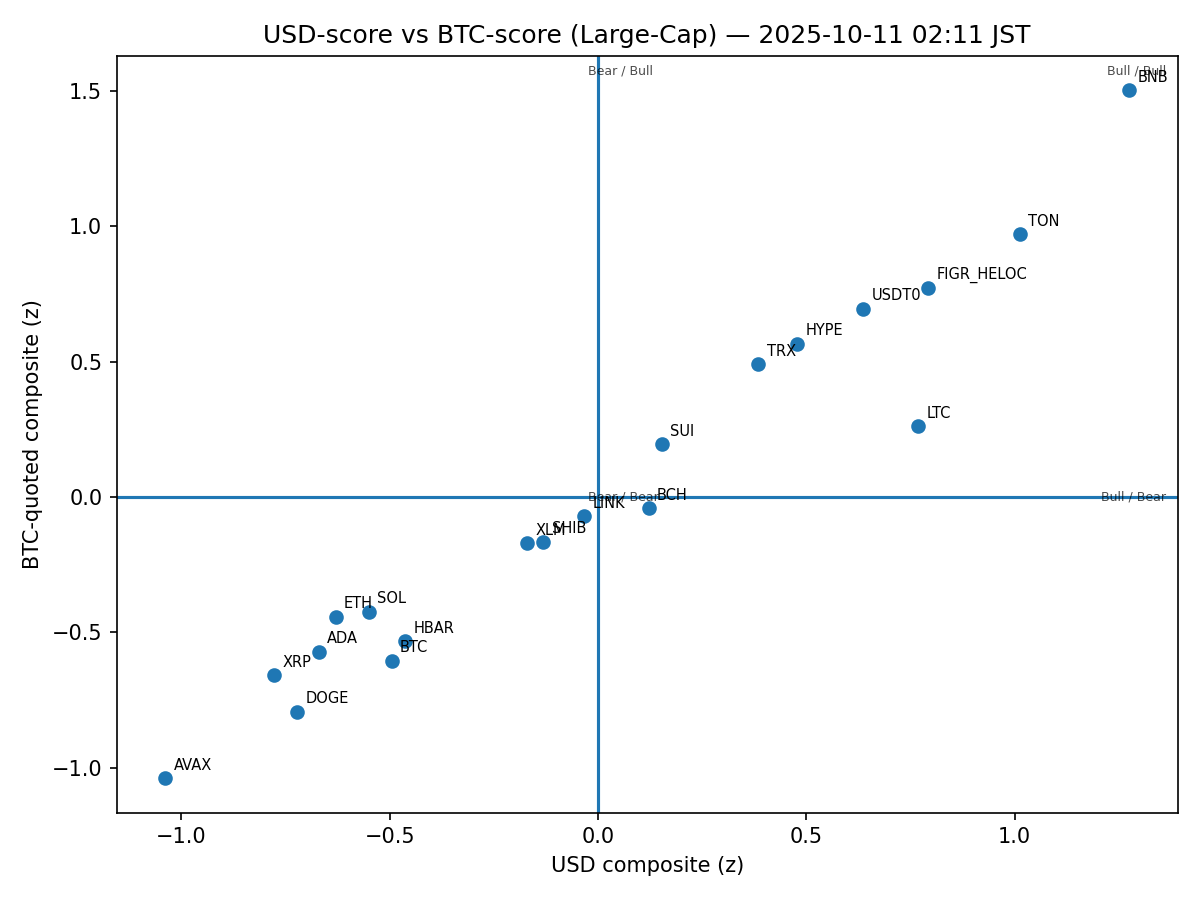 USD-score vs BTC-score (Large-Cap) — 2025-10-11 02:11 JST
Bear / Bull
Bull / Bull
BNB
1.5
TON
1.0
FIGR_HELOC
USDT0
HYPE
TRX
0.5
LTC
SUI
BCH
0.0
Bear / Bear
Bull / Bear
LINK
XLM
SHIB
ETH
SOL
HBAR
−0.5
ADA
BTC
XRP
DOGE
AVAX
−1.0
BTC-quoted composite (z)
−1.0
−0.5
0.0
0.5
1.0
USD composite (z)